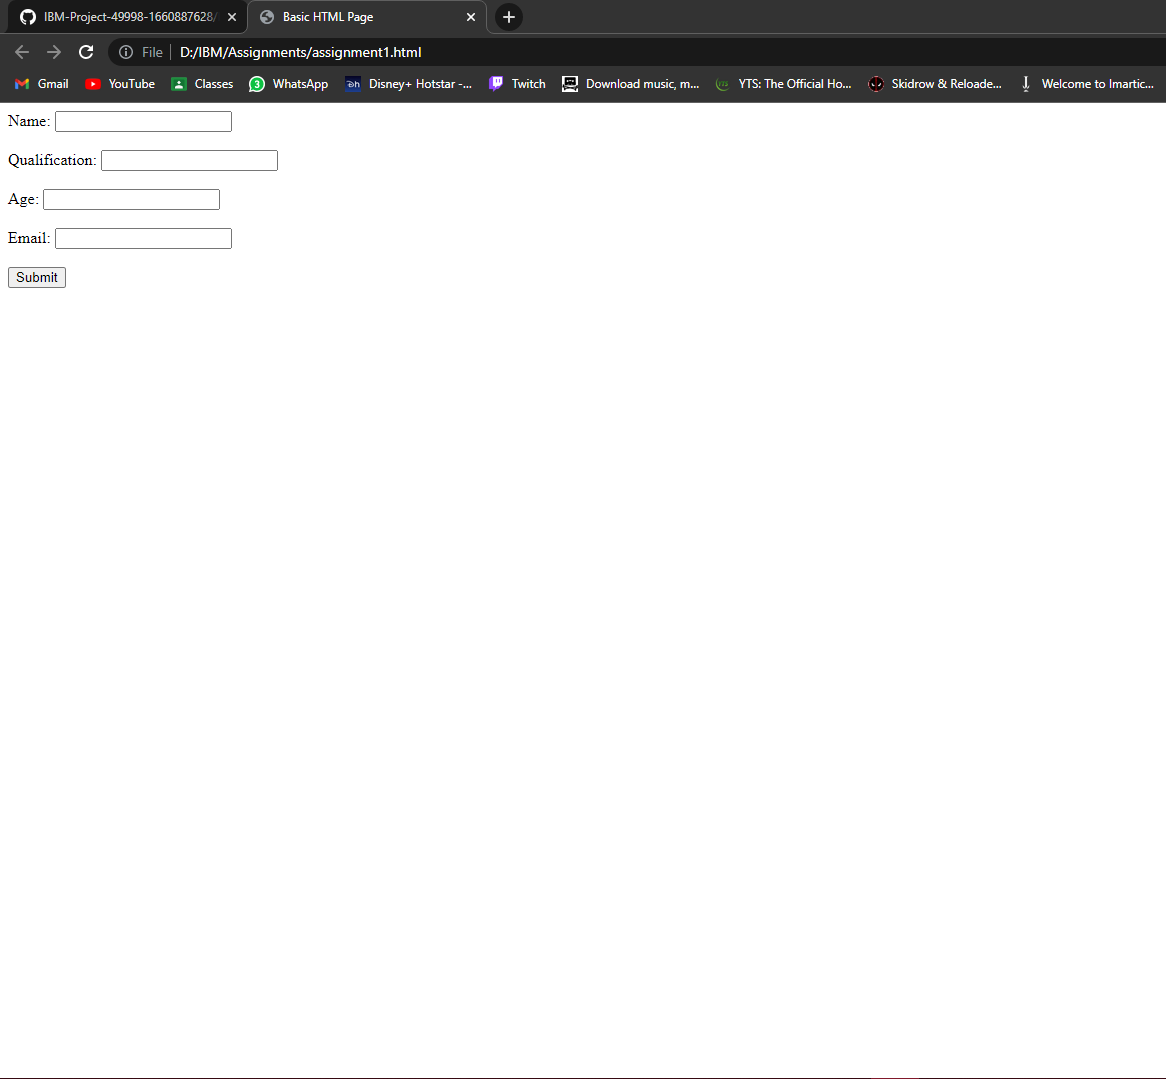 IBM-Project-49998-1660887628/
Basic HTML Page
File
D:/IBM/Assignments/assignment1.html
Gmail
YouTube
Classes
3
WhatsApp
Disney+ Hotstar -...
Twitch
Download music, m...
YTS: The Official Ho...
Skidrow & Reloade...
Welcome to Imartic...
Name:
Qualification:
Age:
Email:
Submit